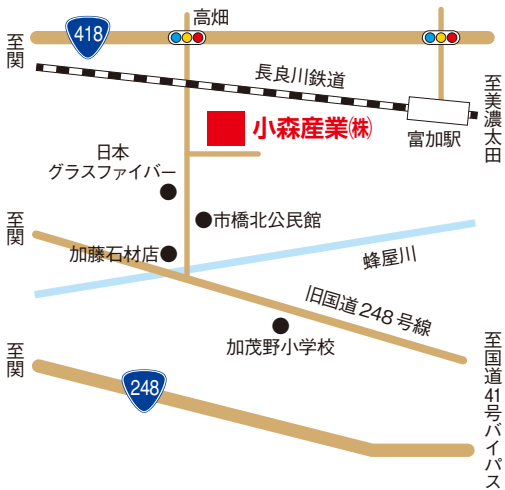 高畑
至関
418
長良川鉄道
至美濃太田
小森産業㈱
富加駅
日本
グラスファイバー
市橋北公民館
至関
加藤石材店
蜂屋川
旧国道248号線
加茂野小学校
至関
248
至国道41号バイパス